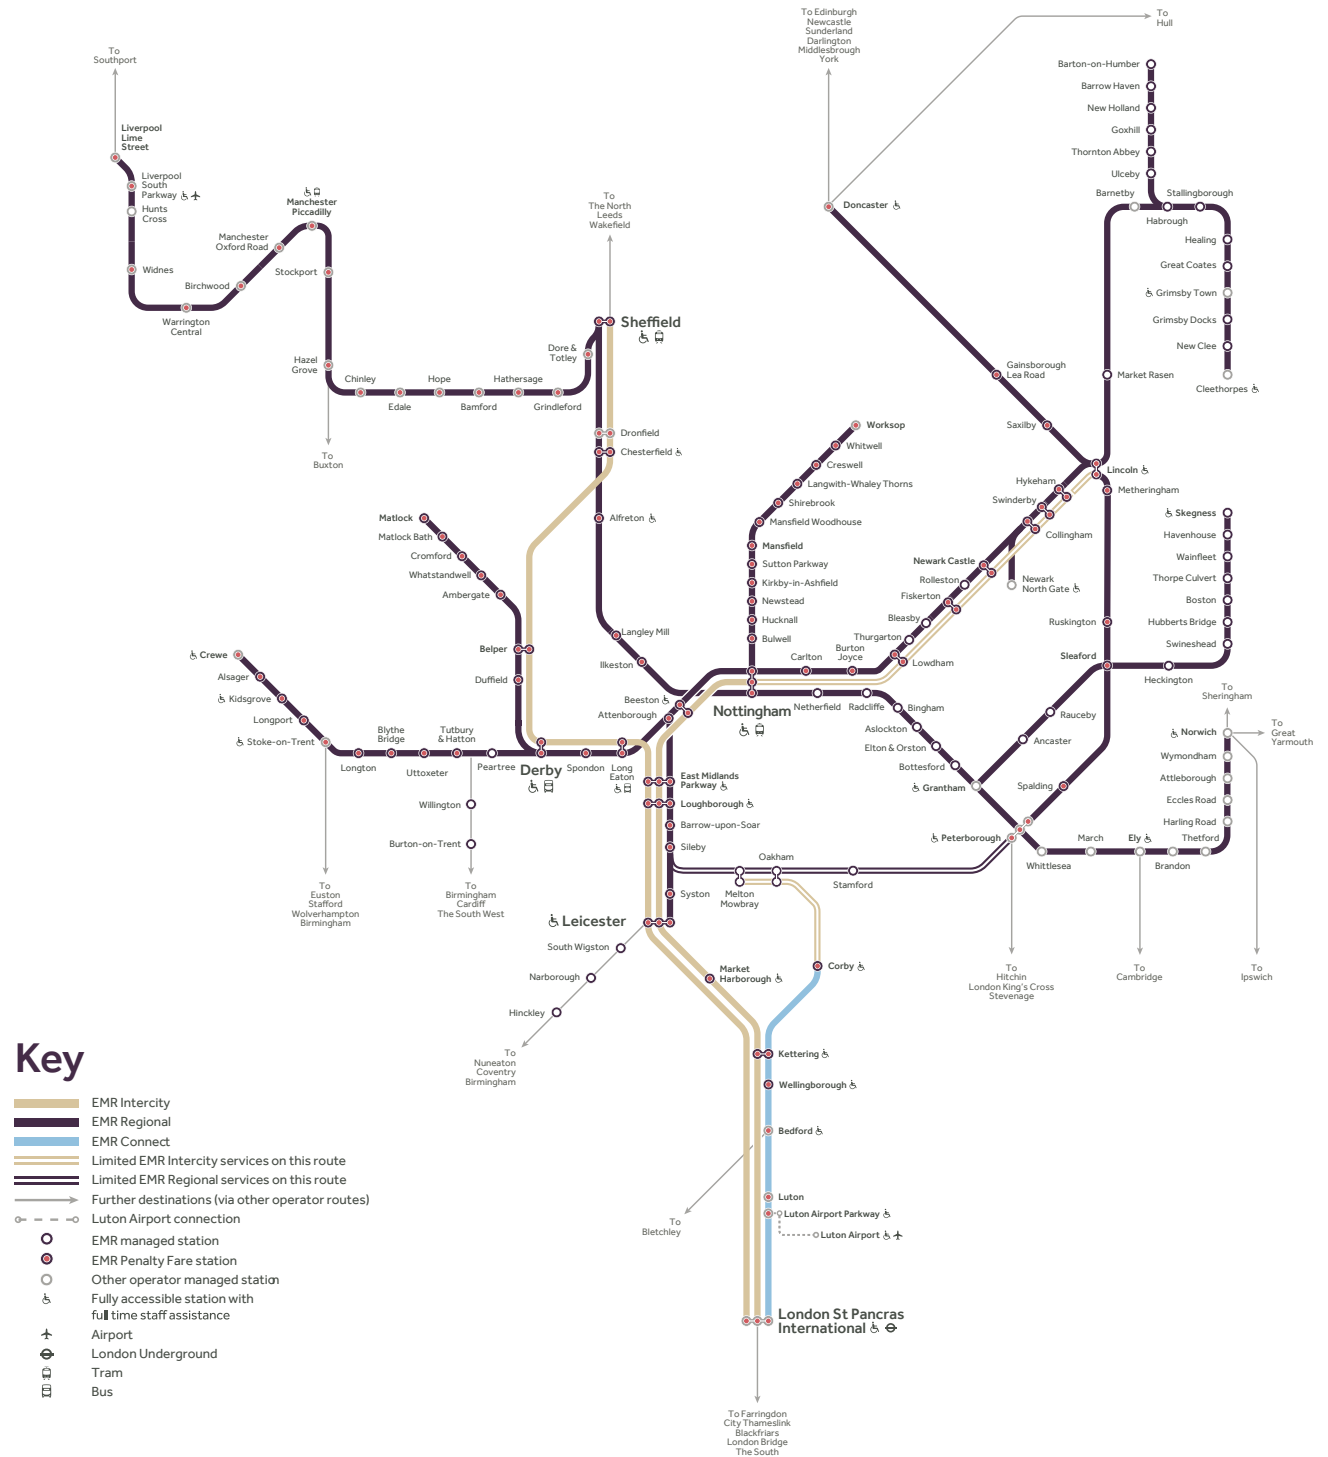 To Edinburgh
Newcastle
Sunderland
Darlington
Middlesbrough
York
To
Hull
To
Southport
Barton-on-Humber
Barrow Haven
New Holland
Goxhill
Thornton Abbey
Ulceby
Barnetby
Stallingborough
Habrough
Healing
Great Coates
Grimsby Town
Grimsby Docks
New Clee
Cleethorpes
Liverpool
Lime
Street
Liverpool
South
Parkway
Hunts
Cross
Widnes
Warrington
Central
Birchwood
Manchester
Oxford Road
Manchester
Piccadilly
Stockport
Hazel
Grove
To
Buxton
Chinley
Edale
Hope
Bamford
Hathersage
Grindleford
Dore &
Totley
To
The North
Leeds
Wakefield
Sheffield
Dronfield
Chesterfield
Alfreton
Langley Mill
Ilkeston
Doncaster
Gainsborough
Lea Road
Saxilby
Market Rasen
Lincoln
Metheringham
Hykeham
Swinderby
Collingham
Newark Castle
Newark
North Gate
Rolleston
Fiskerton
Bleasby
Thurgarton
Lowdham
Burton
Joyce
Carlton
Worksop
Whitwell
Creswell
Langwith-Whaley Thorns
Shirebrook
Mansfield Woodhouse
Mansfield
Sutton Parkway
Kirkby-in-Ashfield
Newstead
Hucknall
Bulwell
Matlock
Matlock Bath
Cromford
Whatstandwell
Ambergate
Belper
Duffield
Crewe
Alsager
Kidsgrove
Longport
Stoke-on-Trent
Longton
Blythe
Bridge
Uttoxeter
Tutbury
& Hatton
Peartree
Derby
Spondon
Long
Eaton
Willington
Burton-on-Trent
To
Euston
Stafford
Wolverhampton
Birmingham
To
Birmingham
Cardiff
The South West
Beeston
Attenborough
Nottingham
Netherfield
Radcliffe
Bingham
Aslockton
Elton & Orston
Bottesford
Grantham
Ancaster
Rauceby
Sleaford
Ruskington
Heckington
Swineshead
Hubberts Bridge
Boston
Thorpe Culvert
Wainfleet
Havenhouse
Skegness
Spalding
Peterborough
Whittlesea
March
Ely
Brandon
Thetford
Harling Road
Eccles Road
Attleborough
Wymondham
Norwich
To
Sheringham
To
Great
Yarmouth
To
Hitchin
London King's Cross
Stevenage
To
Cambridge
To
Ipswich
East Midlands
Parkway
Loughborough
Barrow-upon-Soar
Sileby
Syston
Leicester
Melton
Mowbray
Oakham
Stamford
South Wigston
Narborough
Hinckley
To
Nuneaton
Coventry
Birmingham
Market
Harborough
Corby
Kettering
Wellingborough
Bedford
To
Bletchley
Luton
Luton Airport Parkway
Luton Airport
London St Pancras
International
To Farringdon
City Thameslink
Blackfriars
London Bridge
The South
Key
EMR Intercity
EMR Regional
EMR Connect
Limited EMR Intercity services on this route
Limited EMR Regional services on this route
Further destinations (via other operator routes)
Luton Airport connection
EMR managed station
EMR Penalty Fare station
Other operator managed station
Fully accessible station with
full time staff assistance
Airport
London Underground
Tram
Bus